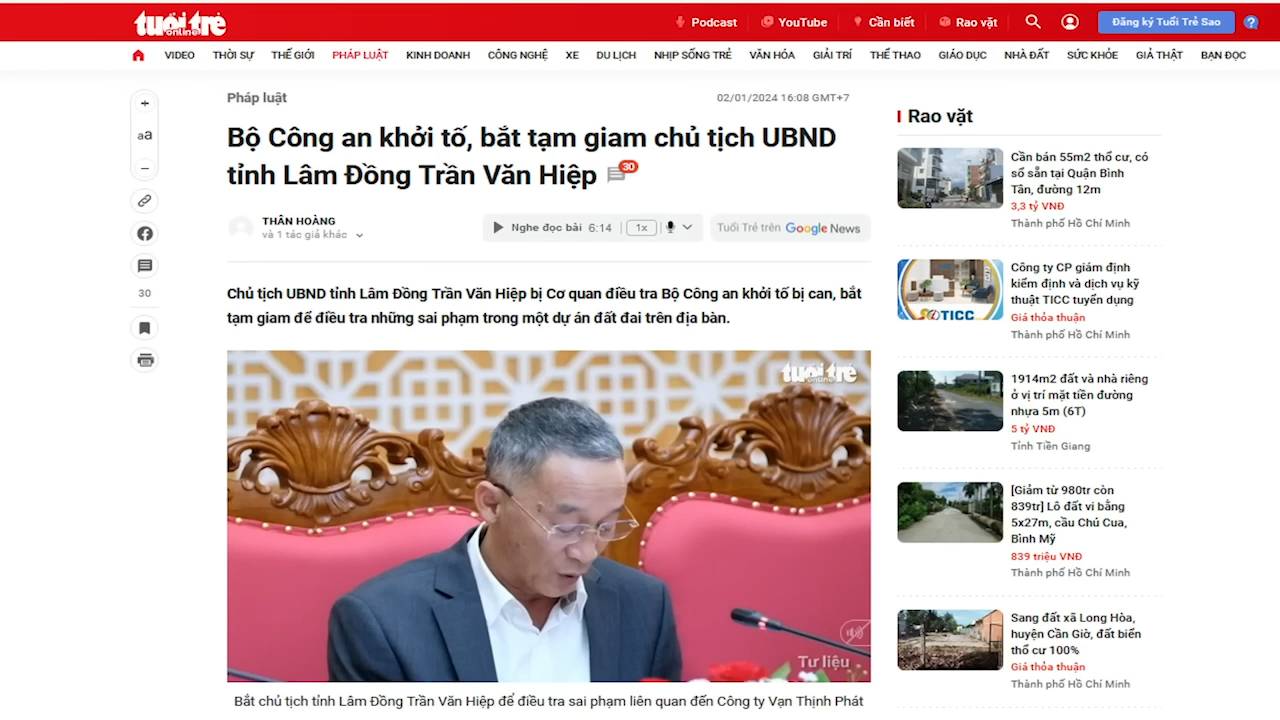 tuổi trẻ
online
Podcast
YouTube
Cần biết
Rao vặt
Đăng ký Tuổi Trẻ Sao
?
VIDEO THỜI SỰ THẾ GIỚI PHÁP LUẬT KINH DOANH CÔNG NGHỆ XE DU LỊCH NHỊP SỐNG TRẺ VĂN HÓA GIẢI TRÍ THỂ THAO GIÁO DỤC NHÀ ĐẤT SỨC KHỎE GIẢ THẬT BẠN ĐỌC
+
aa
−
30
Pháp luật
02/01/2024 16:08 GMT+7
Bộ Công an khởi tố, bắt tạm giam chủ tịch UBND
tỉnh Lâm Đồng Trần Văn Hiệp
30
THÂN HOÀNG
và 1 tác giả khác
Nghe đọc bài 6:14 1x
Tuổi Trẻ trên Google News
Chủ tịch UBND tỉnh Lâm Đồng Trần Văn Hiệp bị Cơ quan điều tra Bộ Công an khởi tố bị can, bắt
tạm giam để điều tra những sai phạm trong một dự án đất đai trên địa bàn.
tuổi trẻ
online
Tư liệu
Bắt chủ tịch tỉnh Lâm Đồng Trần Văn Hiệp để điều tra sai phạm liên quan đến Công ty Vạn Thịnh Phát
Rao vặt
Cần bán 55m2 thổ cư, có
sổ sẵn tại Quận Bình
Tân, đường 12m
3,3 tỷ VNĐ
Thành phố Hồ Chí Minh
TICC
Công ty CP giám định
kiểm định và dịch vụ kỹ
thuật TICC tuyển dụng
Giá thỏa thuận
Thành phố Hồ Chí Minh
1914m2 đất và nhà riêng
ở vị trí mặt tiền đường
nhựa 5m (6T)
5 tỷ VNĐ
Tỉnh Tiền Giang
[Giảm từ 980tr còn
839tr] Lô đất vi bằng
5x27m, cầu Chú Cua,
Bình Mỹ
839 triệu VNĐ
Thành phố Hồ Chí Minh
Sang đất xã Long Hòa,
huyện Cần Giờ, đất biển
thổ cư 100%
Giá thỏa thuận
Thành phố Hồ Chí Minh